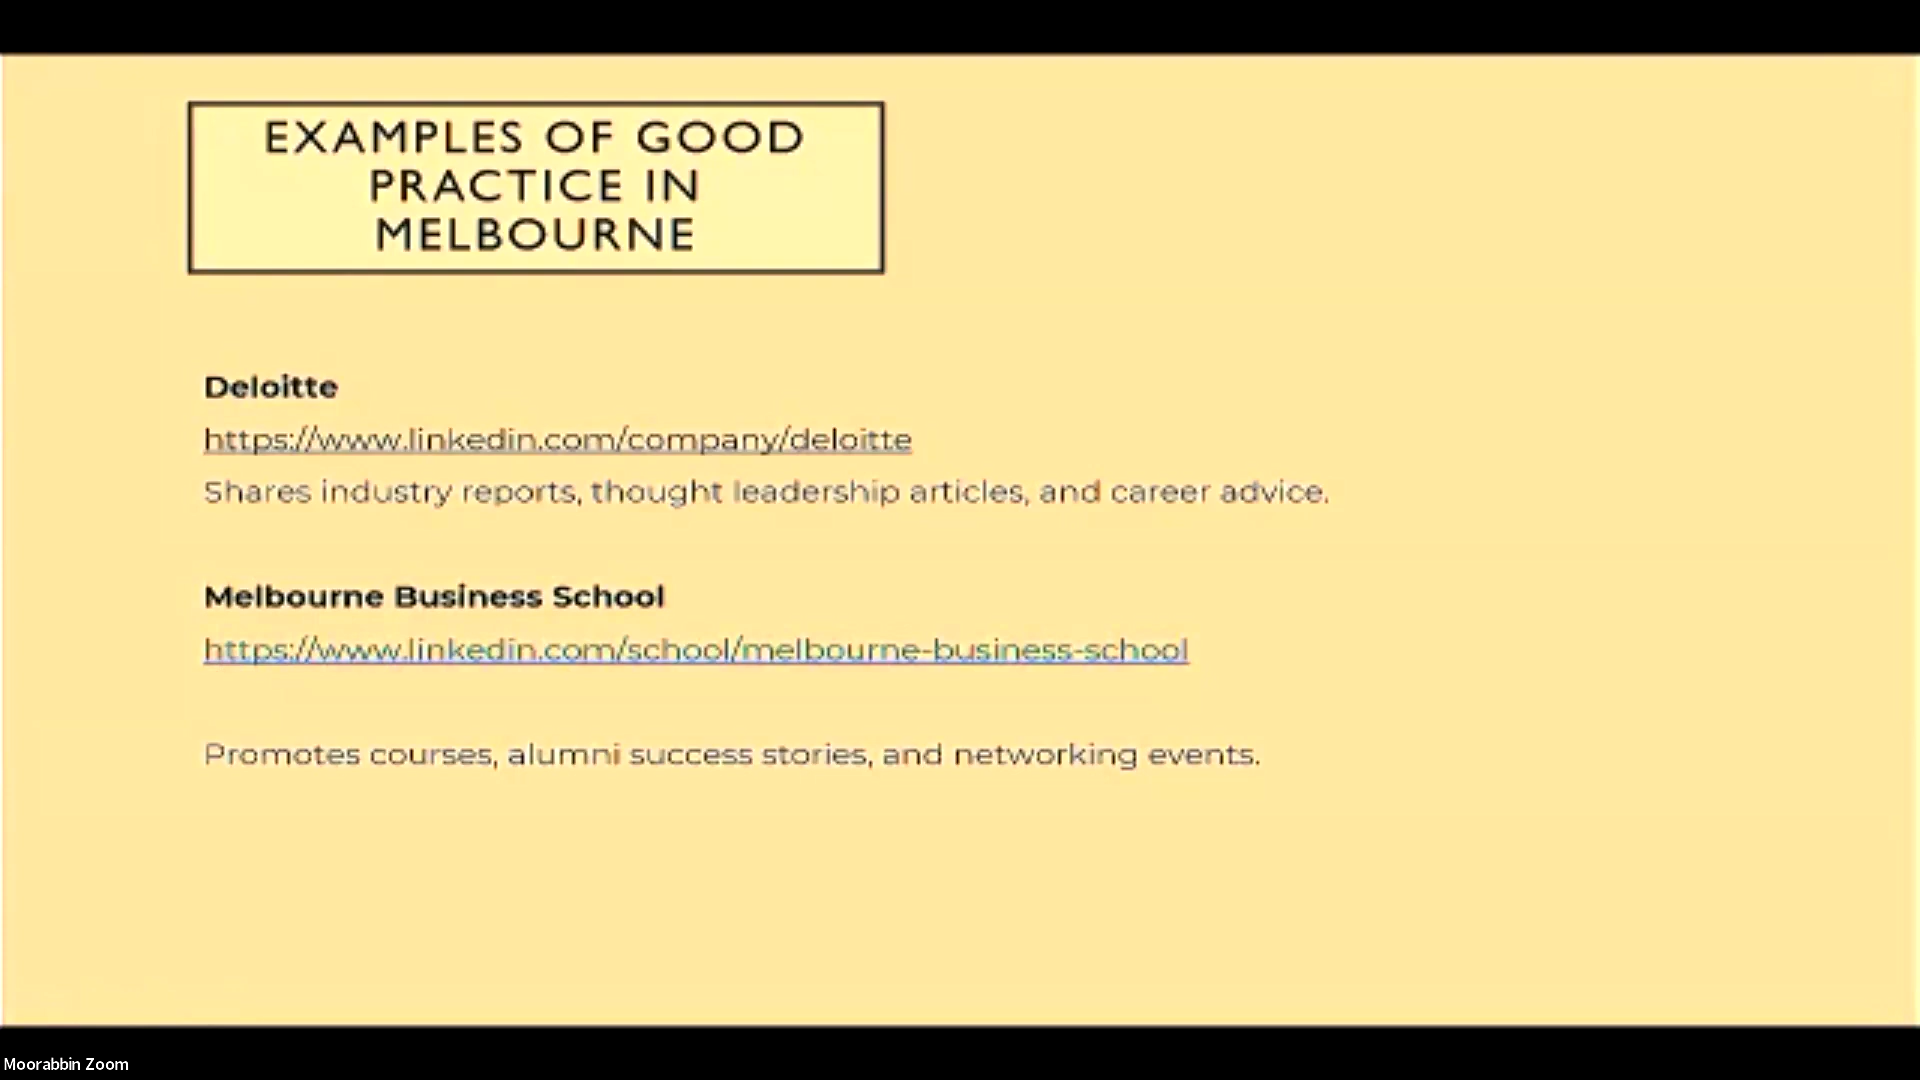 EXAMPLES OF GOOD
PRACTICE IN
MELBOURNE
Deloitte
https://www.linkedin.com/company/deloitte
Shares industry reports, thought leadership articles, and career advice.
Melbourne Business School
https://www.linkedin.com/school/melbourne-business-school
Promotes courses, alumni success stories, and networking events.
Moorabbin Zoom